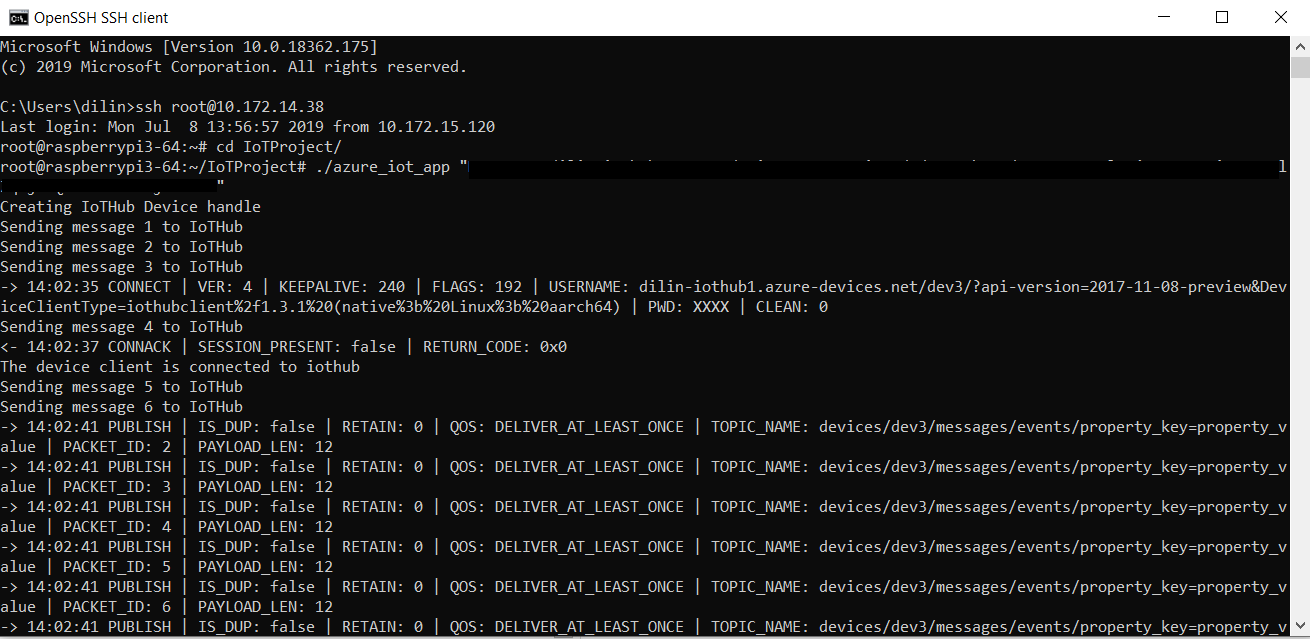 OpenSSH SSH client
Microsoft Windows [Version 10.0.18362.175]
(c) 2019 Microsoft Corporation. All rights reserved.
C:\Users\dilin>ssh root@10.172.14.38
Last login: Mon Jul  8 13:56:57 2019 from 10.172.15.120
root@raspberrypi3-64:~# cd IoTProject/
root@raspberrypi3-64:~/IoTProject# ./azure_iot_app "
"
Creating IoTHub Device handle
Sending message 1 to IoTHub
Sending message 2 to IoTHub
Sending message 3 to IoTHub
-> 14:02:35 CONNECT | VER: 4 | KEEPALIVE: 240 | FLAGS: 192 | USERNAME: dilin-iothub1.azure-devices.net/dev3/?api-version=2017-11-08-preview&Dev
iceClientType=iothubclient%2f1.3.1%20(native%3b%20Linux%3b%20aarch64) | PWD: XXXX | CLEAN: 0
Sending message 4 to IoTHub
<- 14:02:37 CONNACK | SESSION_PRESENT: false | RETURN_CODE: 0x0
The device client is connected to iothub
Sending message 5 to IoTHub
Sending message 6 to IoTHub
-> 14:02:41 PUBLISH | IS_DUP: false | RETAIN: 0 | QOS: DELIVER_AT_LEAST_ONCE | TOPIC_NAME: devices/dev3/messages/events/property_key=property_v
alue | PACKET_ID: 2 | PAYLOAD_LEN: 12
-> 14:02:41 PUBLISH | IS_DUP: false | RETAIN: 0 | QOS: DELIVER_AT_LEAST_ONCE | TOPIC_NAME: devices/dev3/messages/events/property_key=property_v
alue | PACKET_ID: 3 | PAYLOAD_LEN: 12
-> 14:02:41 PUBLISH | IS_DUP: false | RETAIN: 0 | QOS: DELIVER_AT_LEAST_ONCE | TOPIC_NAME: devices/dev3/messages/events/property_key=property_v
alue | PACKET_ID: 4 | PAYLOAD_LEN: 12
-> 14:02:41 PUBLISH | IS_DUP: false | RETAIN: 0 | QOS: DELIVER_AT_LEAST_ONCE | TOPIC_NAME: devices/dev3/messages/events/property_key=property_v
alue | PACKET_ID: 5 | PAYLOAD_LEN: 12
-> 14:02:41 PUBLISH | IS_DUP: false | RETAIN: 0 | QOS: DELIVER_AT_LEAST_ONCE | TOPIC_NAME: devices/dev3/messages/events/property_key=property_v
alue | PACKET_ID: 6 | PAYLOAD_LEN: 12
-> 14:02:41 PUBLISH | IS_DUP: false | RETAIN: 0 | QOS: DELIVER_AT_LEAST_ONCE | TOPIC_NAME: devices/dev3/messages/events/property_key=property_v